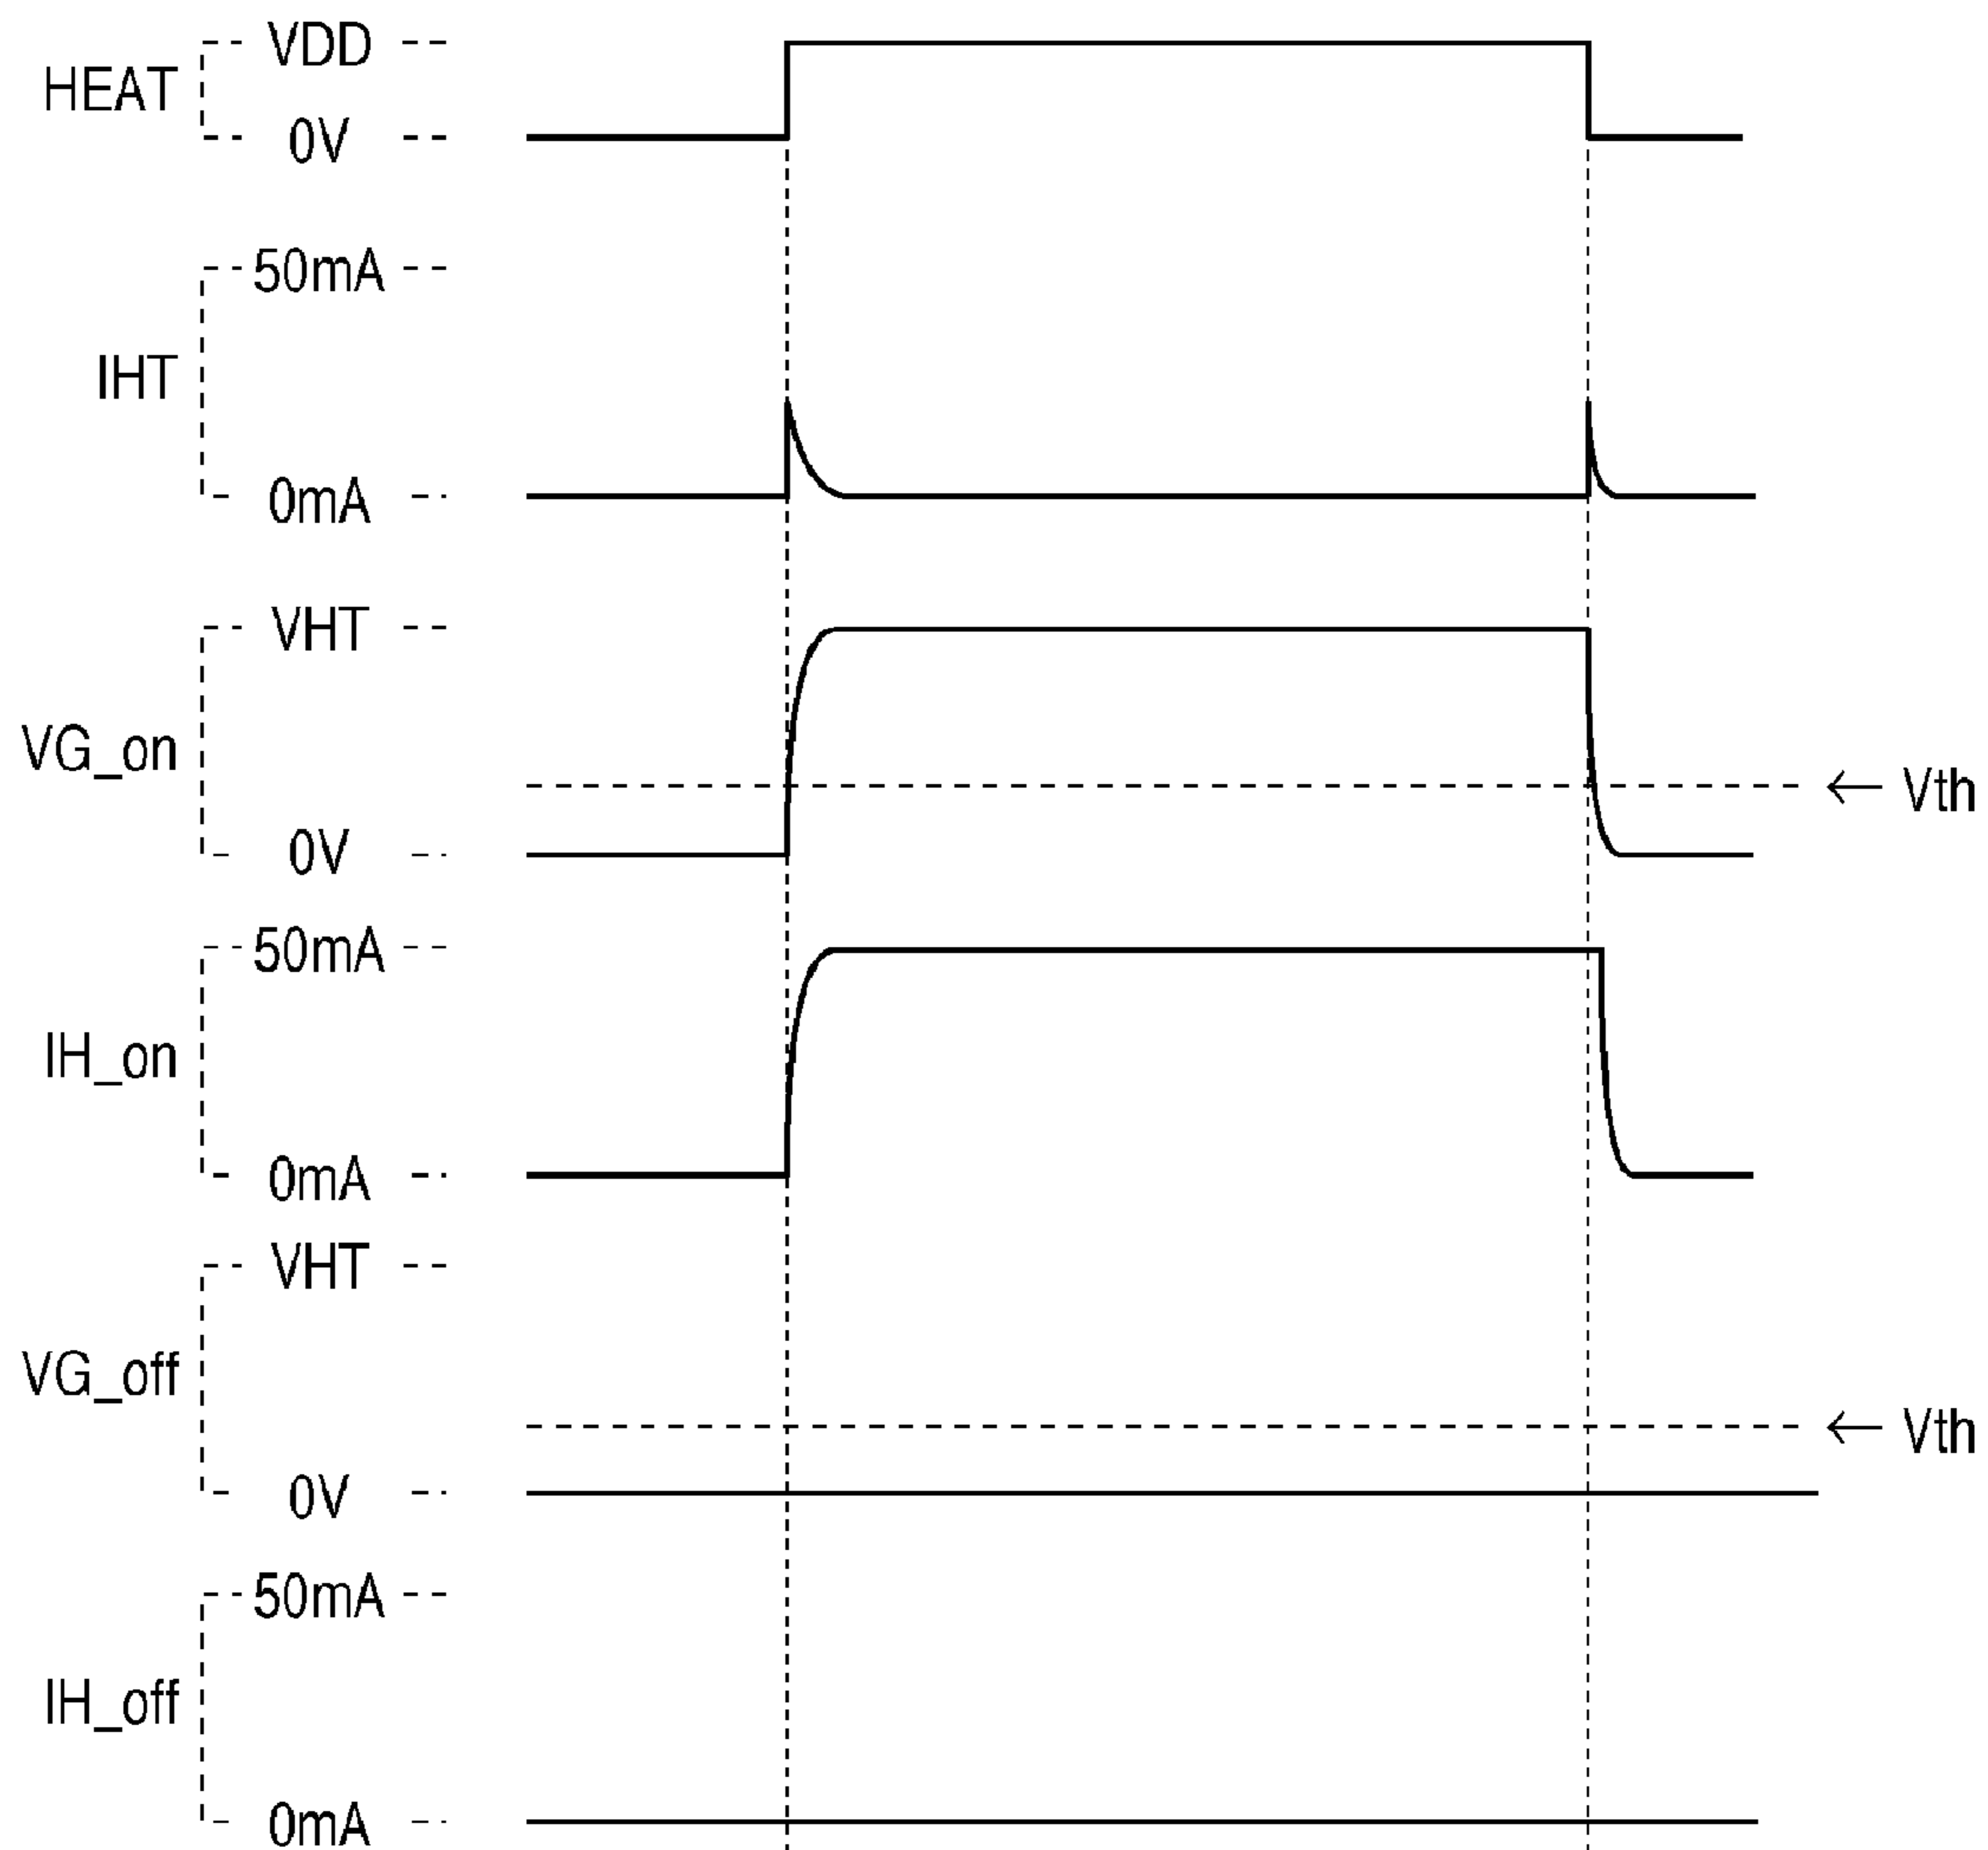 VDD
HEAT
0V
50mA
IHT
0mA
VHT
VG_on
Vth
0V
50mA
IH_on
0mA
VHT
VG_off
Vth
0V
50mA
IH_off
0mA